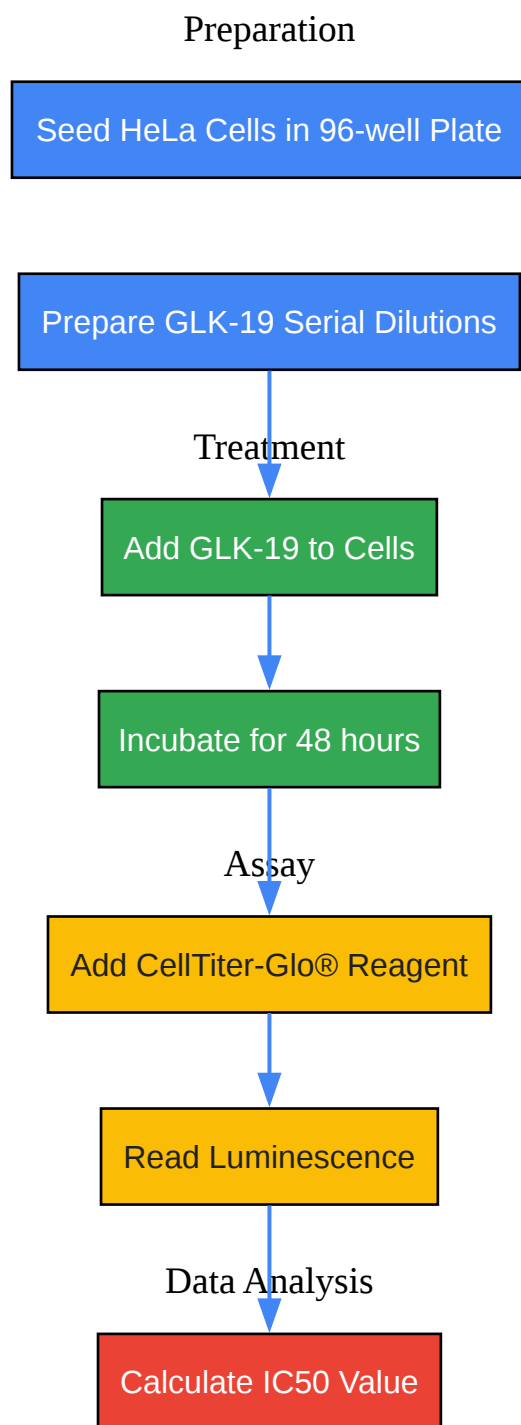 Preparation
Seed HeLa Cells in 96-well Plate
Prepare GLK-19 Serial Dilutions
Treatment
Add GLK-19 to Cells
Incubate for 48 hours
Assay
Add CellTiter-Glo® Reagent
Read Luminescence
Data Analysis
Calculate IC50 Value